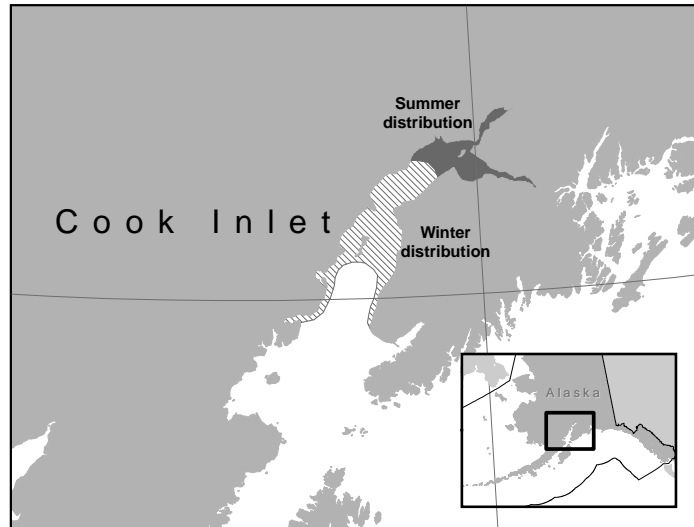 Summer
distribution
Cook Inlet
Winter
distribution
Alaska